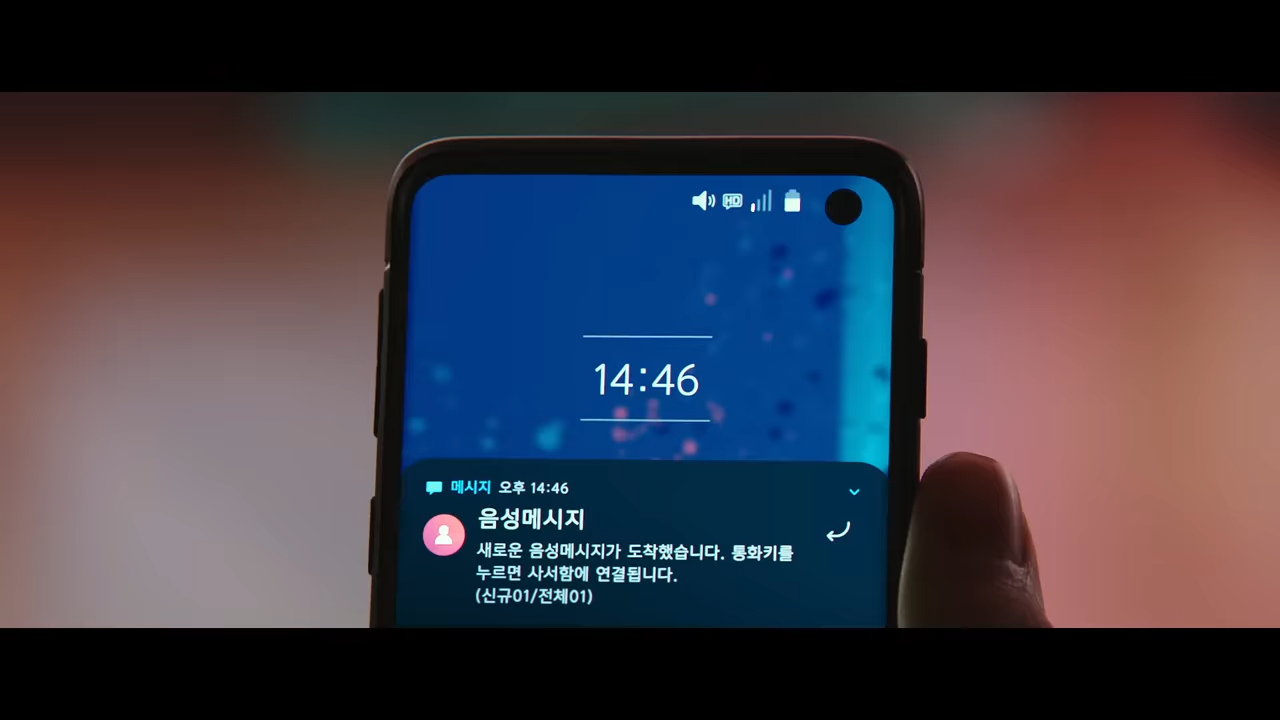 HD
14:46
메시지 오후 14:46
음성메시지
새로운 음성메시지가 도착했습니다. 통화키를
누르면 사서함에 연결됩니다.
(신규01/전체01)